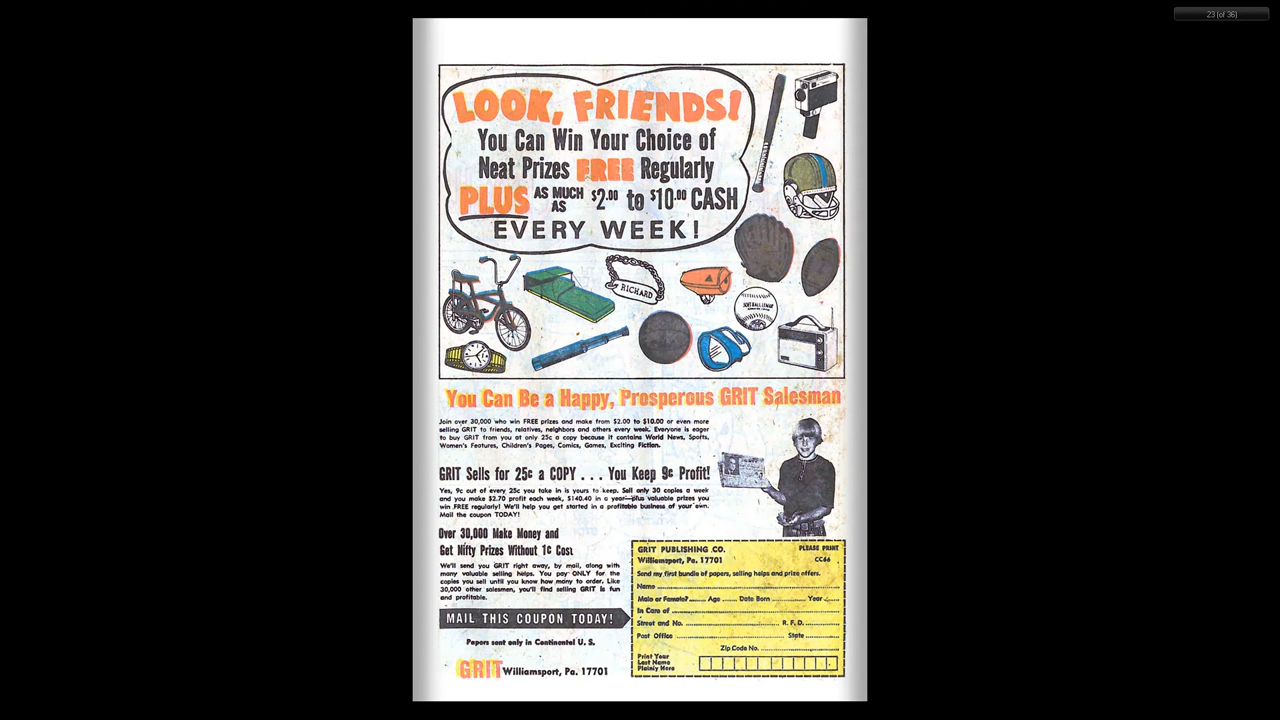 23 (of 36)
LOOK, FRIENDS!
You Can Win Your Choice of
Neat Prizes FREE Regularly
PLUS AS MUCH AS $2.00 to $10.00 CASH
EVERY WEEK!
RICHARD
You Can Be a Happy, Prosperous GRIT Salesman
Join over 30,000 who win FREE prizes and make from $2.00 to $10.00 or even more
selling GRIT to friends, relatives, neighbors and others every week. Everyone is eager
to buy GRIT from you at only 25c a copy because it contains World News, Sports,
Women's Features, Children's Pages, Comics, Games, Exciting Fiction.
GRIT Sells for 25c a COPY . . . You Keep 9c Profit!
Yes, 9c out of every 25c you take in is yours to keep. Sell only 30 copies a week
and you make $2.70 profit each week, $140.40 in a year—plus valuable prizes you
win FREE regularly! We'll help you get started in a profitable business of your own.
Mail the coupon TODAY!
Over 30,000 Make Money and
Get Nifty Prizes Without 1c Cost
We'll send you GRIT right away, by mail, along with
many valuable selling helps. You pay ONLY for the
copies you sell until you know how many to order. Like
30,000 other salesmen, you'll find selling GRIT is fun
and profitable.
MAIL THIS COUPON TODAY!
Papers sent only in Continental U. S.
GRIT Williamsport, Pa. 17701
GRIT PUBLISHING CO. PLEASE PRINT
Williamsport, Pa. 17701 CC66
Send my first bundle of papers, selling helps and prize offers.
Name
Male or Female? Age Date Born Year
In Care of
Street and No. R. F. D.
Post Office State
Zip Code No.
Print Your
Last Name
Plainly Here